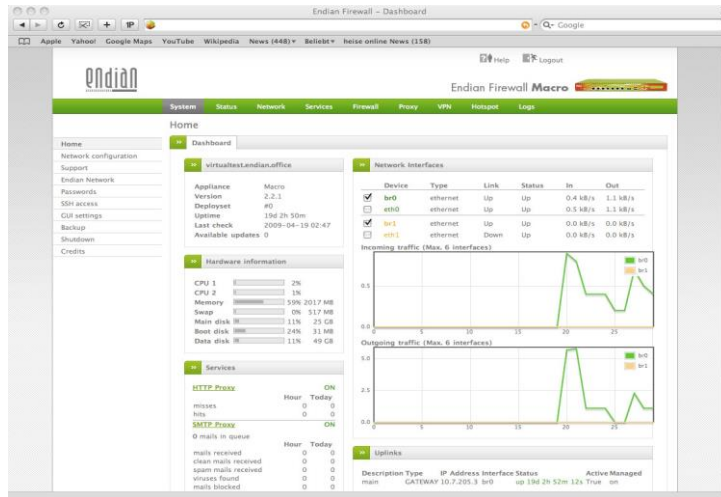 Endian Firewall – Dashboard
Q- Google
Apple Yahoo! Google Maps YouTube Wikipedia News (448) Beliebt heise online News (158)
Help Logout
endian
Endian Firewall Macro
System Status Network Services Firewall Proxy VPN Hotspot Logs
Home
Home
Network configuration
Support
Endian Network
Passwords
SSH access
GUI settings
Backup
Shutdown
Credits
Dashboard
virtualtest.endian.office
Appliance Macro
Version 2.2.1
Deployset #0
Uptime 19d 2h 50m
Last check 2009-04-19 02:47
Available updates 0
Hardware information
CPU 1 2%
CPU 2 1%
Memory 59% 2017 MB
Swap 0% 517 MB
Main disk 11% 25 GB
Boot disk 24% 31 MB
Data disk 11% 49 GB
Services
HTTP Proxy ON
Hour Today
misses 0 0
hits 0 0
SMTP Proxy ON
0 mails in queue
Hour Today
mails received 0 0
clean mails received 0 0
spam mails received 0 0
viruses found 0 0
mails blocked 0 0
Network Interfaces
Device Type Link Status In Out
br0 ethernet Up Up 0.4 kB/s 1.1 kB/s
eth0 ethernet Up Up 0.5 kB/s 1.1 kB/s
br1 ethernet Up Up 0.0 kB/s 0.0 kB/s
eth1 ethernet Down Up 0.0 kB/s 0.0 kB/s
Incoming traffic (Max. 6 interfaces)
br0
br1
0.5
0.0
0 5 10 15 20 25
Outgoing traffic (Max. 6 interfaces)
5.0
br0
br1
2.5
0.0
0 5 10 15 20 25
Uplinks
Description Type IP Address Interface Status Active Managed
main GATEWAY 10.7.205.3 br0 up 19d 2h 52m 12s True on